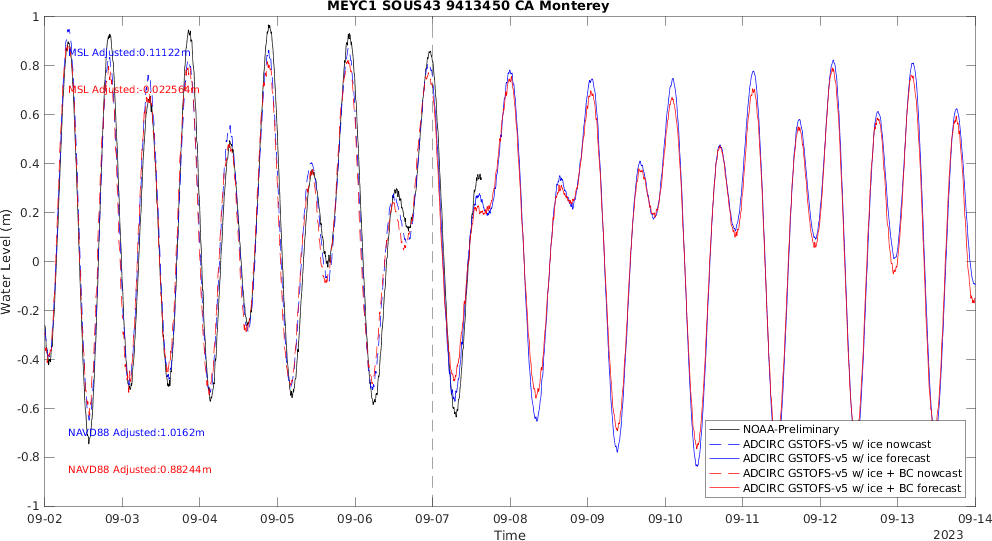 MEYC1 SOUS43 9413450 CA Monterey
1
0.8
0.6
0.4
0.2
0
-0.2
-0.4
-0.6
-0.8
-1
Water Level (m)
MSL Adjusted:0.11122m
MSL Adjusted:-0.022564m
NAVD88 Adjusted:1.0162m
NAVD88 Adjusted:0.88244m
NOAA-Preliminary
ADCIRC GSTOFS-v5 w/ ice nowcast
ADCIRC GSTOFS-v5 w/ ice forecast
ADCIRC GSTOFS-v5 w/ ice + BC nowcast
ADCIRC GSTOFS-v5 w/ ice + BC forecast
09-02 09-03 09-04 09-05 09-06 09-07 09-08 09-09 09-10 09-11 09-12 09-13 09-14
Time
2023